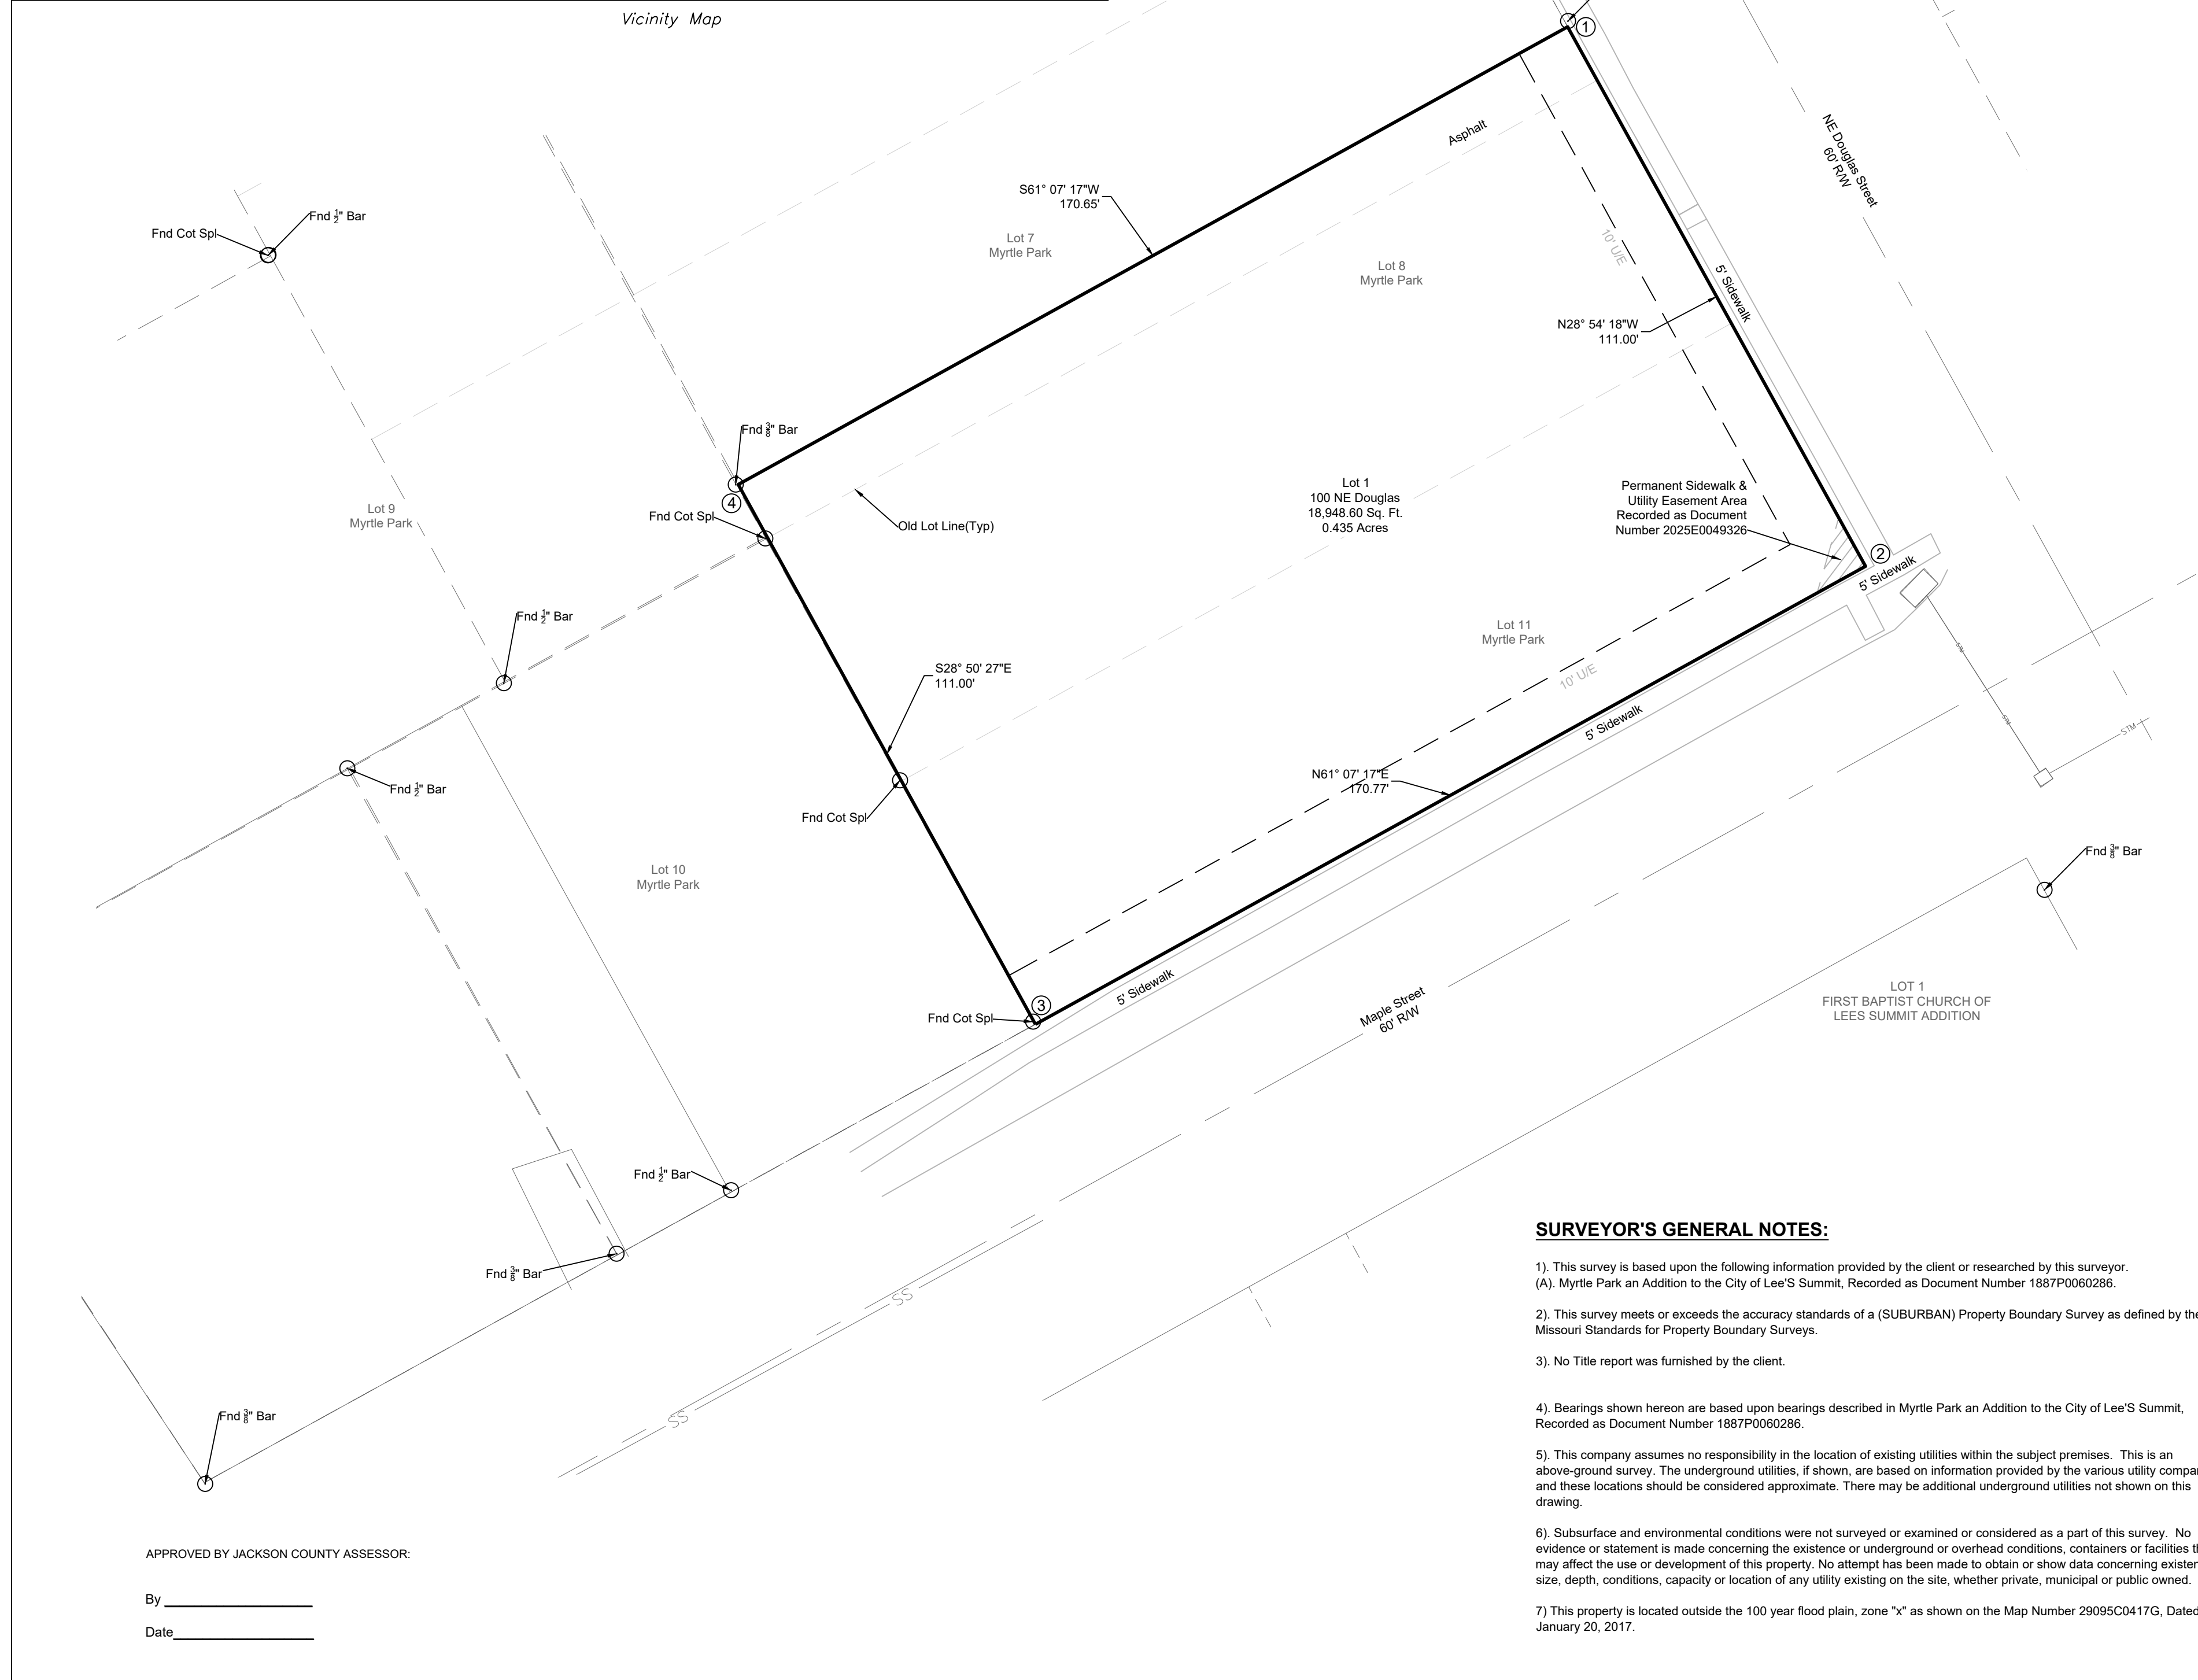 Vicinity Map
1
Asphalt
NE Douglas Street
60' R/W
S61° 07' 17"W
170.65'
Fnd 1/2" Bar
Fnd Cot Spl
Lot 7
Myrtle Park
Lot 8
Myrtle Park
10' U/E
5' Sidewalk
N28° 54' 18"W
111.00'
Fnd 3/8" Bar
4
Fnd Cot Spl
Old Lot Line(Typ)
Lot 9
Myrtle Park
Lot 1
100 NE Douglas
18,948.60 Sq. Ft.
0.435 Acres
Permanent Sidewalk &
Utility Easement Area
Recorded as Document
Number 2025E0049326
2
5' Sidewalk
Fnd 1/2" Bar
Lot 11
Myrtle Park
10' U/E
STM
S28° 50' 27"E
111.00'
5' Sidewalk
STM
STM
Fnd 1/2" Bar
N61° 07' 17"E
170.77'
Fnd Cot Spl
Lot 10
Myrtle Park
Fnd 3/8" Bar
5' Sidewalk
3
Fnd Cot Spl
Maple Street
60' R/W
LOT 1
FIRST BAPTIST CHURCH OF
LEES SUMMIT ADDITION
Fnd 1/2" Bar
Fnd 3/8" Bar
SS
SS
Fnd 3/8" Bar
SURVEYOR'S GENERAL NOTES:
1). This survey is based upon the following information provided by the client or researched by this surveyor.
(A). Myrtle Park an Addition to the City of Lee'S Summit, Recorded as Document Number 1887P0060286.
2). This survey meets or exceeds the accuracy standards of a (SUBURBAN) Property Boundary Survey as defined by the
Missouri Standards for Property Boundary Surveys.
3). No Title report was furnished by the client.
4). Bearings shown hereon are based upon bearings described in Myrtle Park an Addition to the City of Lee'S Summit,
Recorded as Document Number 1887P0060286.
5). This company assumes no responsibility in the location of existing utilities within the subject premises. This is an
above-ground survey. The underground utilities, if shown, are based on information provided by the various utility
and these locations should be considered approximate. There may be additional underground utilities not shown on this
drawing.
6). Subsurface and environmental conditions were not surveyed or examined or considered as a part of this survey. No
evidence or statement is made concerning the existence or underground or overhead conditions, containers or facilities
may affect the use or development of this property. No attempt has been made to obtain or show data concerning
size, depth, conditions, capacity or location of any utility existing on the site, whether private, municipal or public owned.
7) This property is located outside the 100 year flood plain, zone "x" as shown on the Map Number 29095C0417G, Dated
January 20, 2017.
APPROVED BY JACKSON COUNTY ASSESSOR:
By
Date